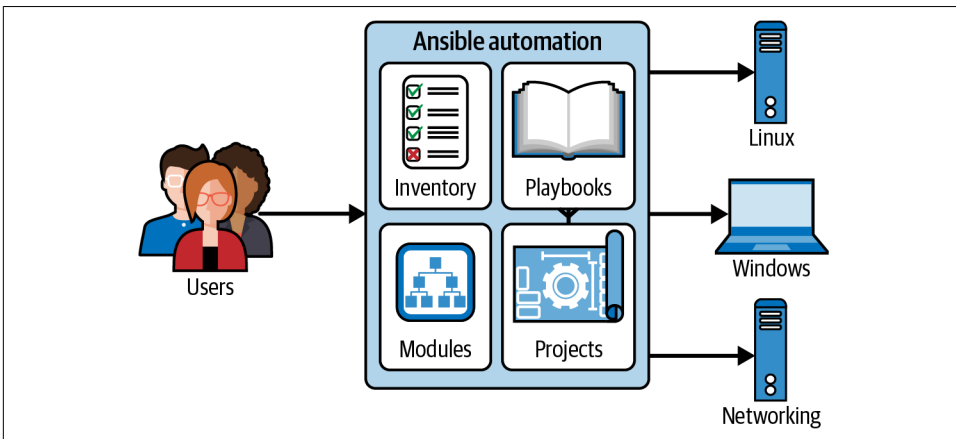 Ansible automation
Inventory
Playbooks
Modules
Projects
Users
Linux
Windows
Networking